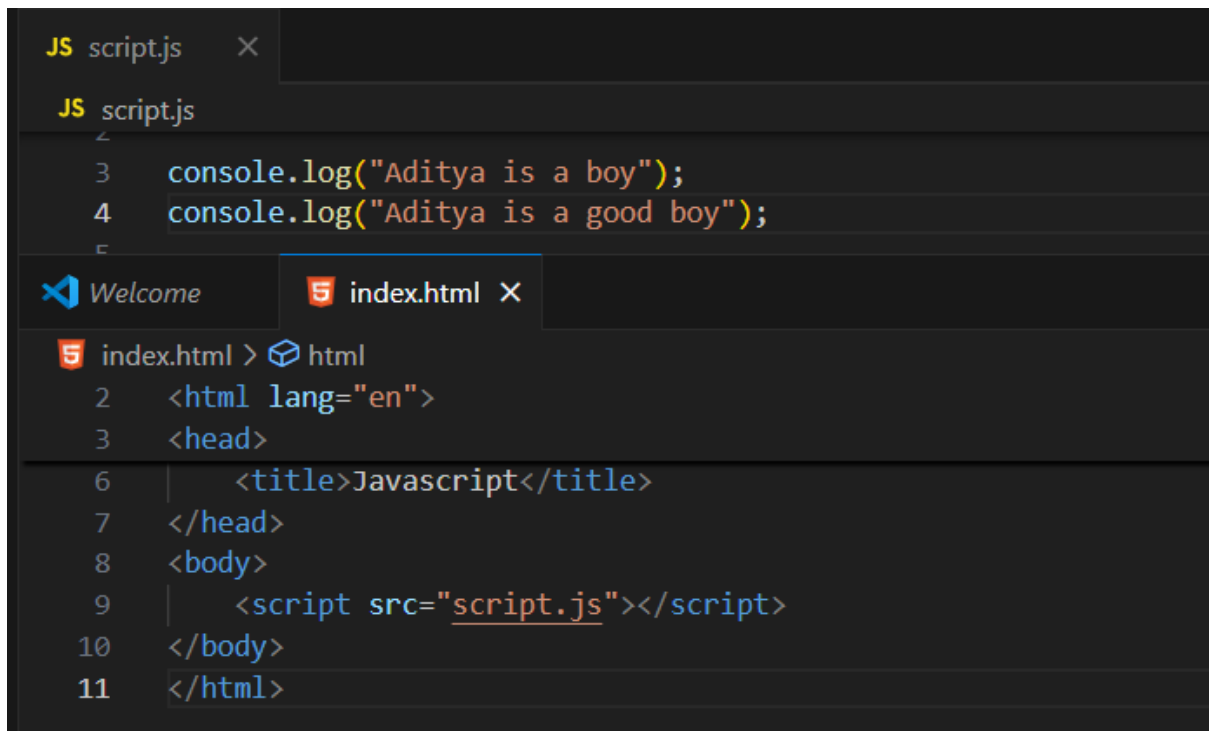 JS script.js ×
JS script.js
2
3 console.log("Aditya is a boy");
4 console.log("Aditya is a good boy");
5
Welcome index.html ×
index.html > html
2 <html lang="en">
3 <head>
6 <title>Javascript</title>
7 </head>
8 <body>
9 <script src="script.js"></script>
10 </body>
11 </html>